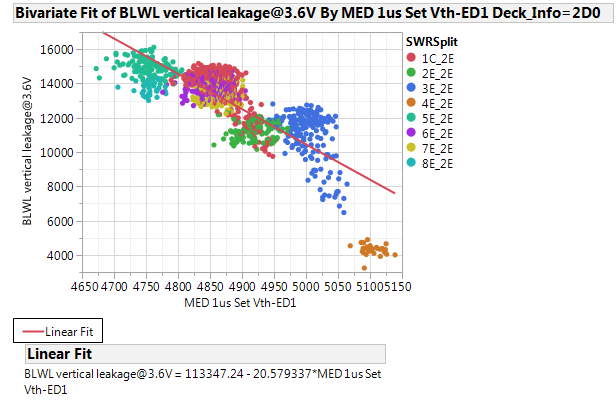 Bivariate Fit of BLWL vertical leakage@3.6V By MED 1us Set Vth-ED1 Deck_Info=2D0
BLWL vertical leakage@3.6V
16000
14000
12000
10000
8000
6000
4000
4650 4700 4750 4800 4850 4900 4950 5000 5050 5100 5150
MED 1us Set Vth-ED1
SWRSplit
1C_2E
2E_2E
3E_2E
4E_2E
5E_2E
6E_2E
7E_2E
8E_2E
Linear Fit
Linear Fit
BLWL vertical leakage@3.6V = 113347.24 - 20.579337*MED 1us Set
Vth-ED1